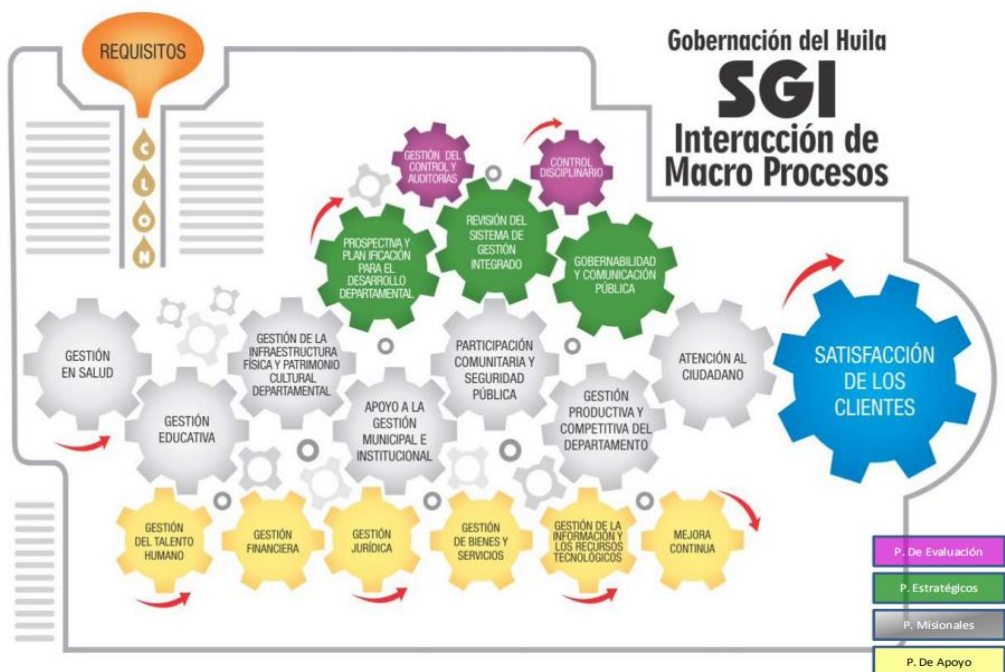 REQUISITOS
C
L
O
N
Gobernación del Huila
SGI
Interacción de
Macro Procesos
GESTIÓN DEL
CONTROL Y
AUDITORIAS
CONTROL
DISCIPLINARIO
PROSPECTIVA Y
PLAN IFICACIÓN
PARA EL
DESARROLLO
DEPARTAMENTAL
REVISIÓN DEL
SISTEMA DE
GESTIÓN
INTEGRADO
GOBERNABILIDAD
Y COMUNICACIÓN
PÚBLICA
GESTIÓN
EN SALUD
GESTIÓN
EDUCATIVA
GESTIÓN DE LA
INFRAESTRUCTURA
FÍSICA Y PATRIMONIO
CULTURAL
DEPARTAMENTAL
APOYO A LA
GESTIÓN
MUNICIPAL E
INSTITUCIONAL
PARTICIPACIÓN
COMUNITARIA Y
SEGURIDAD
PÚBLICA
GESTIÓN
PRODUCTIVA Y
COMPETITIVA DEL
DEPARTAMENTO
ATENCIÓN AL
CIUDADANO
SATISFACCIÓN
DE LOS
CLIENTES
GESTIÓN
DEL TALENTO
HUMANO
GESTIÓN
FINANCIERA
GESTIÓN
JURÍDICA
GESTIÓN
DE BIENES Y
SERVICIOS
GESTIÓN DE LA
INFORMACIÓN Y
LOS RECURSOS
TECNOLÓGICOS
MEJORA
CONTINUA
P. De Evaluación
P. Estratégicos
P. Misionales
P. De Apoyo